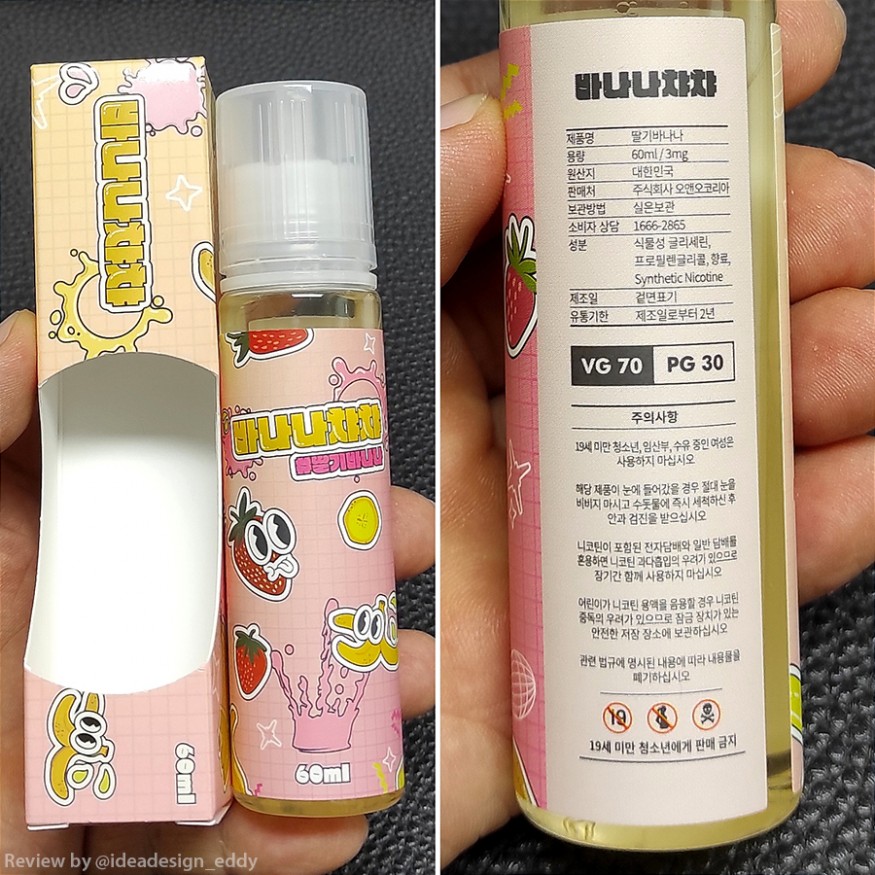 바나나챠챠
60ml
바나나챠챠
딸기바나나
60ml
바나나챠챠
제품명 딸기바나나
용량 60ml / 3mg
원산지 대한민국
판매처 주식회사 오앤오코리아
보관방법 실온보관
소비자 상담 1666-2865
성분 식물성 글리세린,
프로필렌글리콜, 향료,
Synthetic Nicotine
제조일 겉면표기
유통기한 제조일로부터 2년
VG 70 PG 30
주의사항
19세 미만 청소년, 임산부, 수유 중인 여성은
사용하지 마십시오
해당 제품이 눈에 들어갔을 경우 절대 눈을
비비지 마시고 수돗물에 즉시 세척하신 후
안과 검진을 받으십시오
니코틴이 포함된 전자담배와 일반 담배를
혼용하면 니코틴 과다흡입의 우려가 있으므로
장기간 함께 사용하지 마십시오
어린이가 니코틴 용액을 음용할 경우 니코틴
중독의 우려가 있으므로 잠금 장치가 있는
안전한 저장 장소에 보관하십시오
관련 법규에 명시된 내용에 따라 내용물을
폐기하십시오
19
19세 미만 청소년에게 판매 금지
Review by @ideadesign_eddy